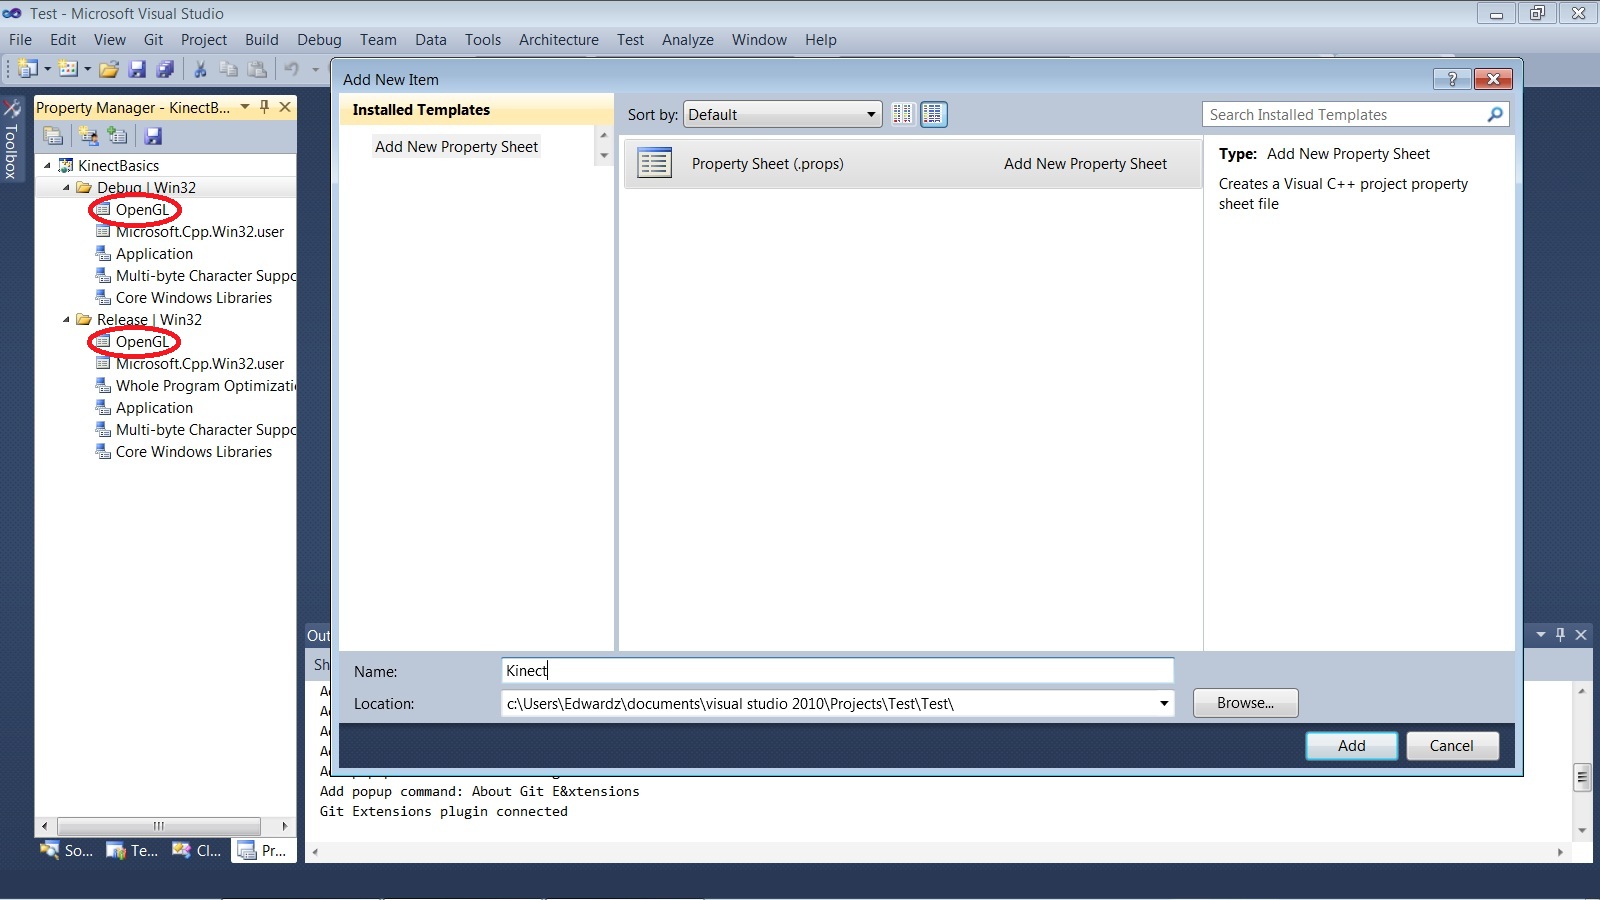 Test - Microsoft Visual Studio
File Edit View Git Project Build Debug Team Data Tools Architecture Test Analyze Window Help
Toolbox
Property Manager - KinectB...
KinectBasics
Debug | Win32
OpenGL
Microsoft.Cpp.Win32.user
Application
Multi-byte Character Suppo
Core Windows Libraries
Release | Win32
OpenGL
Microsoft.Cpp.Win32.user
Whole Program Optimizati
Application
Multi-byte Character Suppo
Core Windows Libraries
So... Te... Cl... Pr...
Add New Item
Installed Templates
Add New Property Sheet
Sort by: Default
Search Installed Templates
Property Sheet (.props) Add New Property Sheet
Type: Add New Property Sheet
Creates a Visual C++ project property
sheet file
Name: Kinect
Location: c:\Users\Edwardz\documents\visual studio 2010\Projects\Test\Test\
Browse...
Add Cancel
Out
Sh
Add popup command: About Git E&xtensions
Git Extensions plugin connected